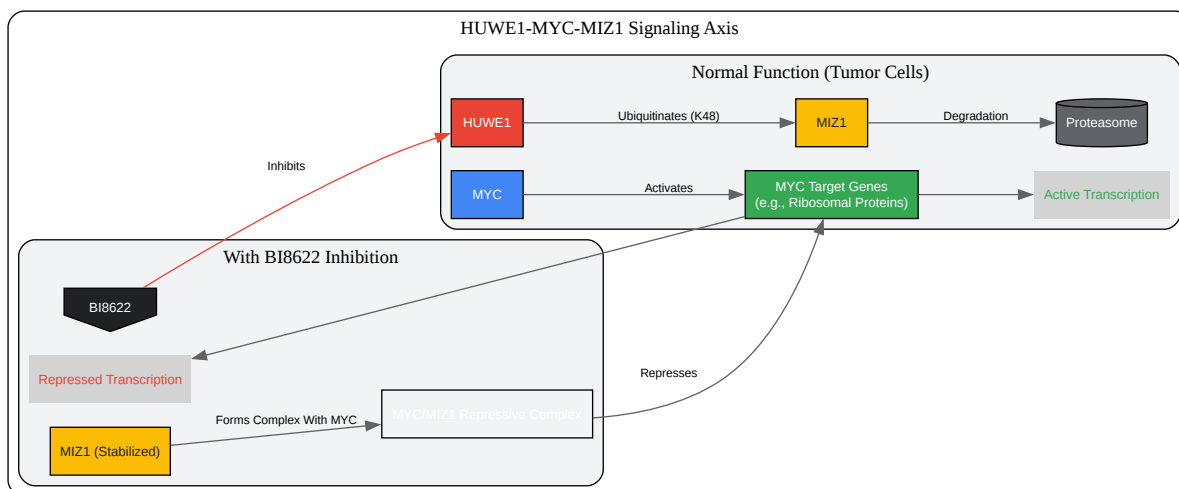 HUWE1-MYC-MIZ1 Signaling Axis
Normal Function (Tumor Cells)
HUWE1
Ubiquitinates (K48)
MIZ1
Degradation
Proteasome
Inhibits
MYC
Activates
MYC Target Genes
(e.g., Ribosomal Proteins)
Active Transcription
With BI8622 Inhibition
BI8622
Repressed Transcription
Represses
MIZ1 (Stabilized)
Forms Complex With MYC
MYC/MIZ1 Repressive Complex